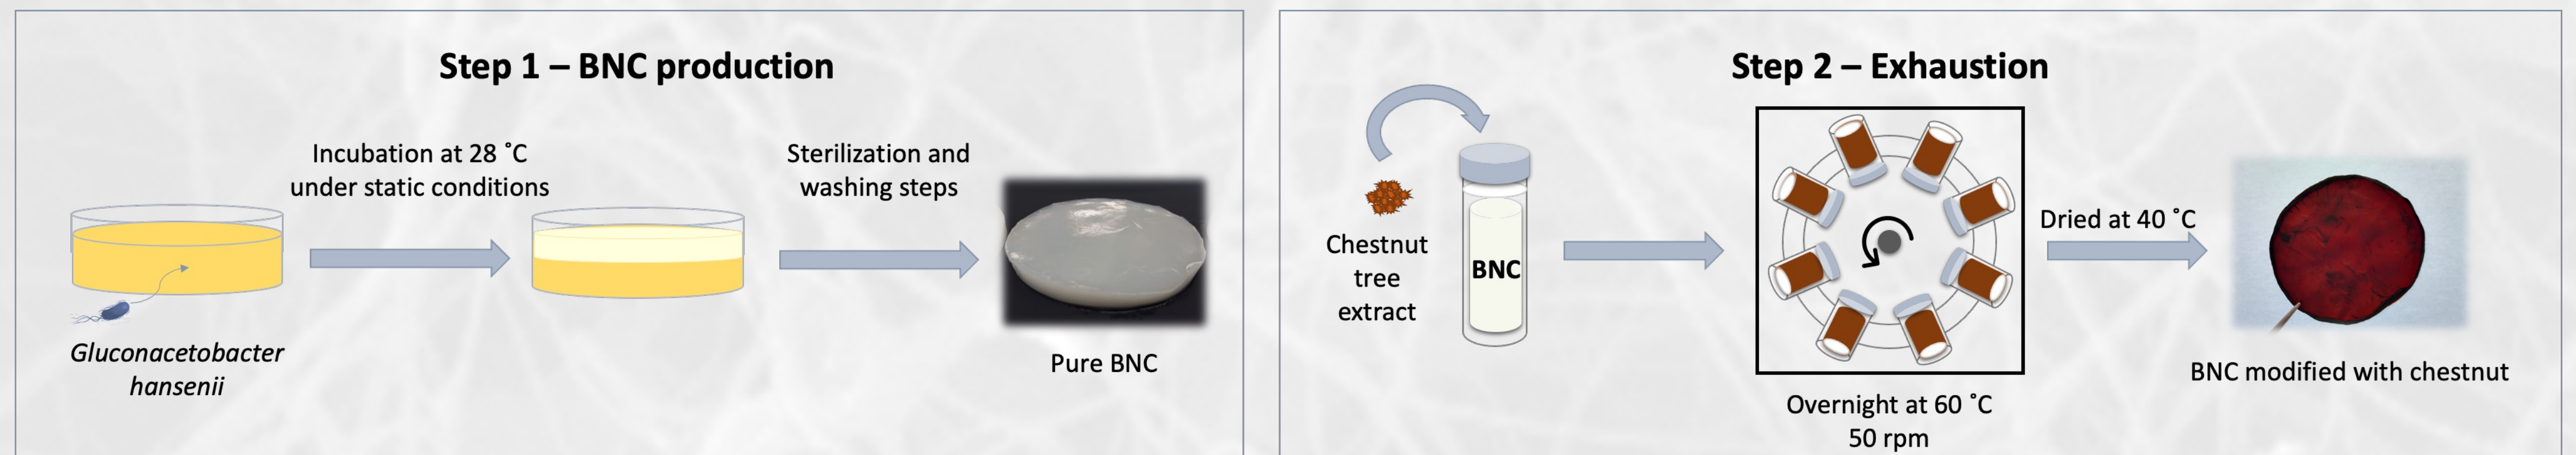 Step 1 – BNC production
Incubation at 28 ˚C
under static conditions
Sterilization and
washing steps
Gluconacetobacter
hansenii
Pure BNC
Step 2 – Exhaustion
Chestnut
tree
extract
BNC
Overnight at 60 ˚C
50 rpm
Dried at 40 ˚C
BNC modified with chestnut